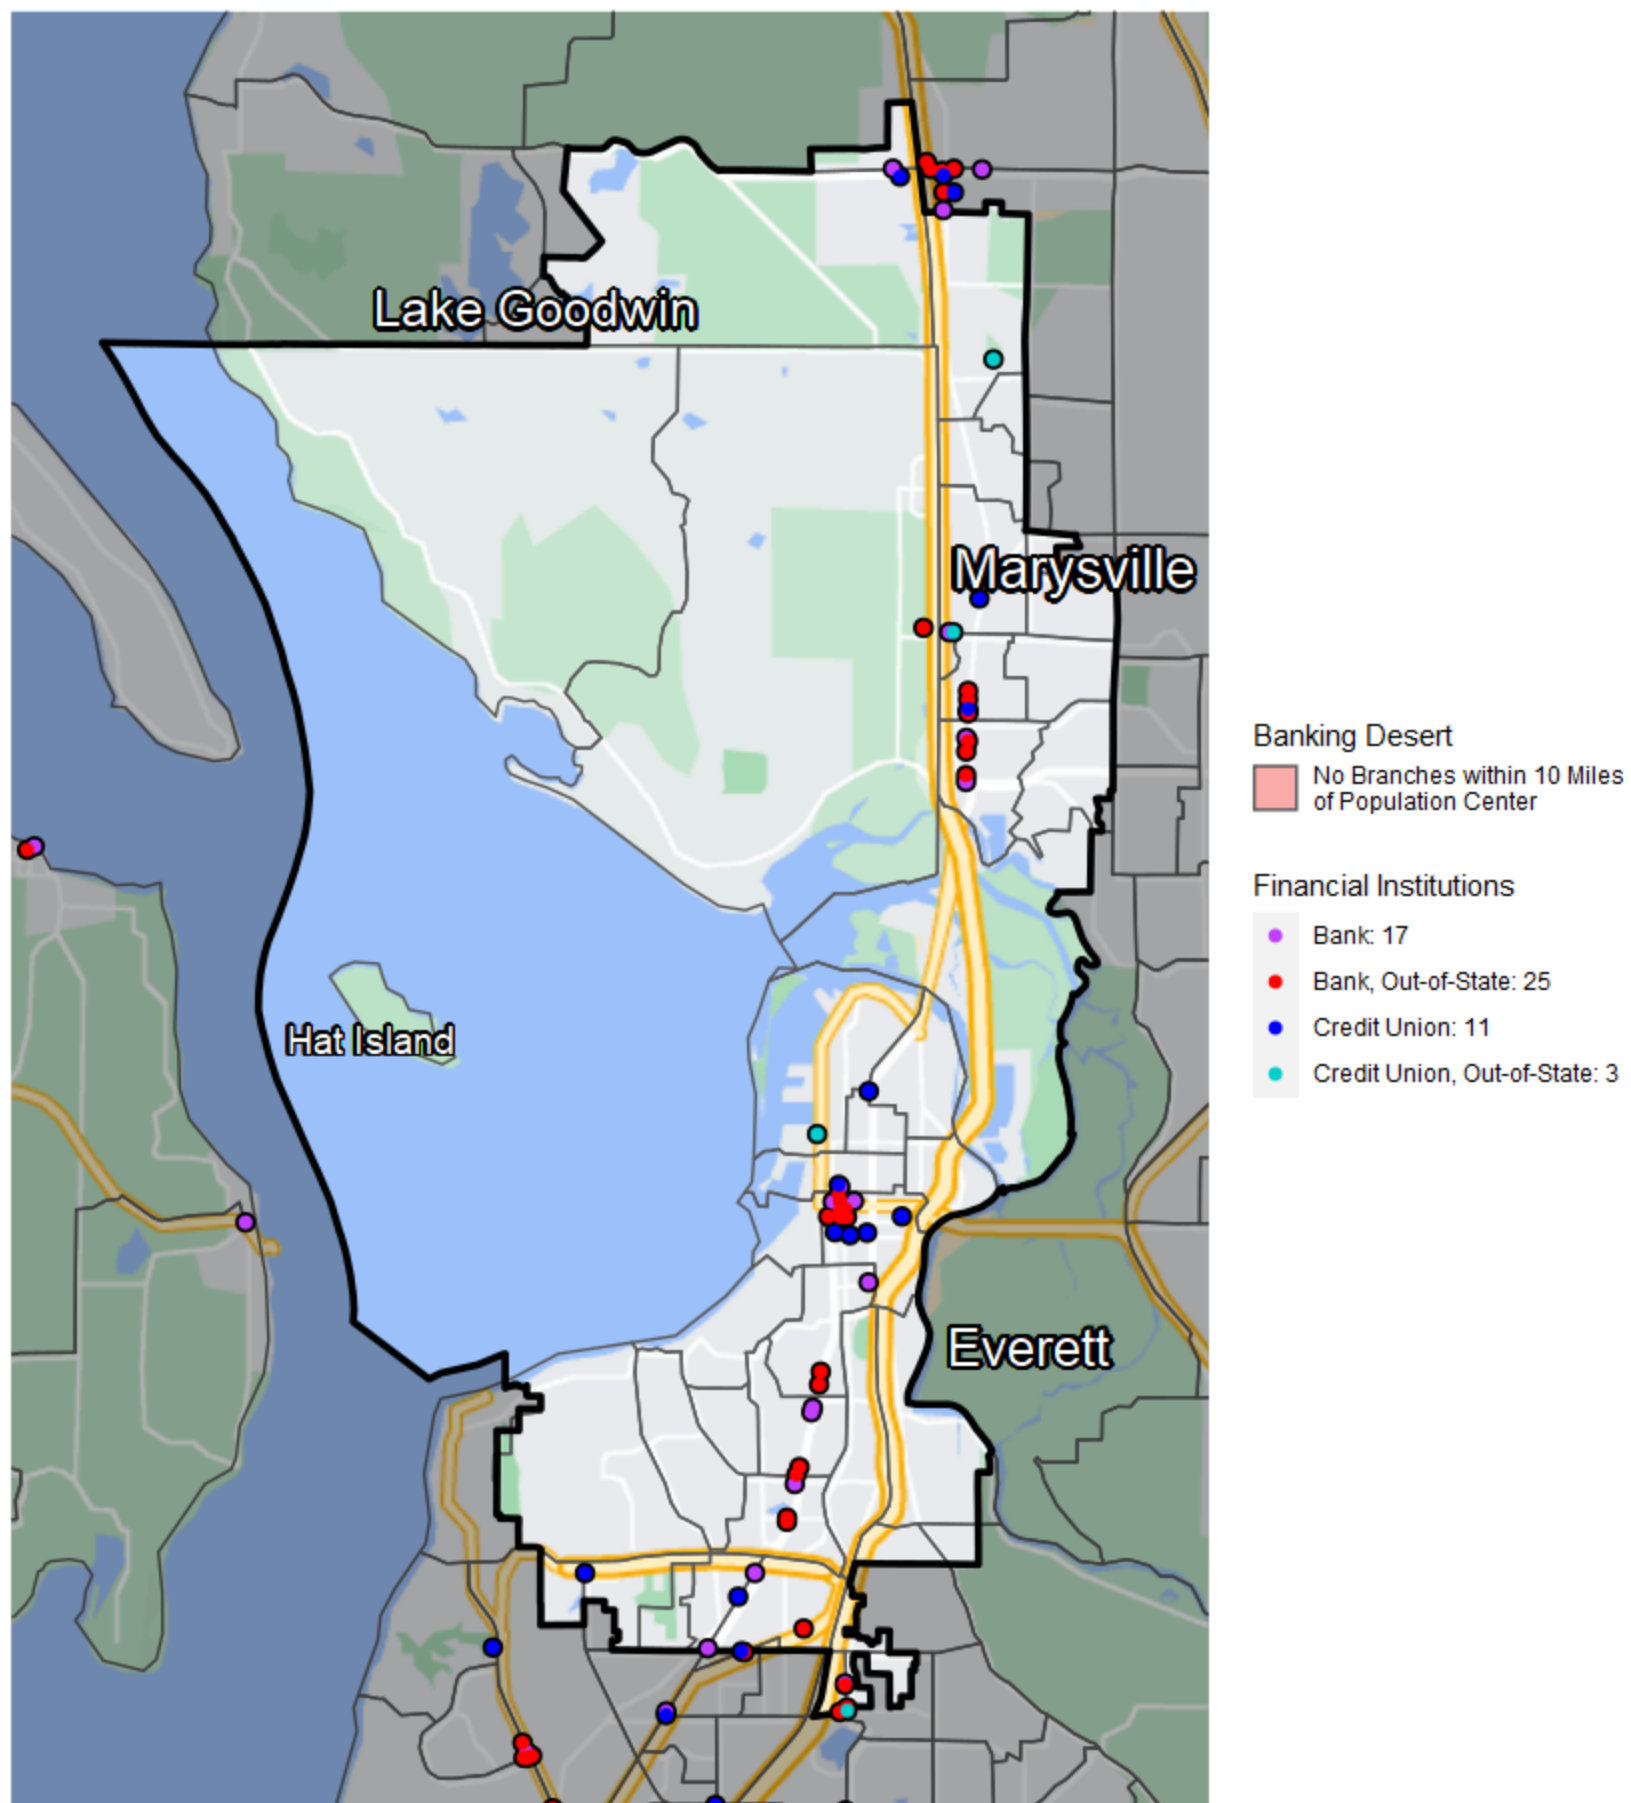 Lake Goodwin
Marysville
Hat Island
Everett
Banking Desert
No Branches within 10 Miles
of Population Center
Financial Institutions
Bank: 17
Bank, Out-of-State: 25
Credit Union: 11
Credit Union, Out-of-State: 3